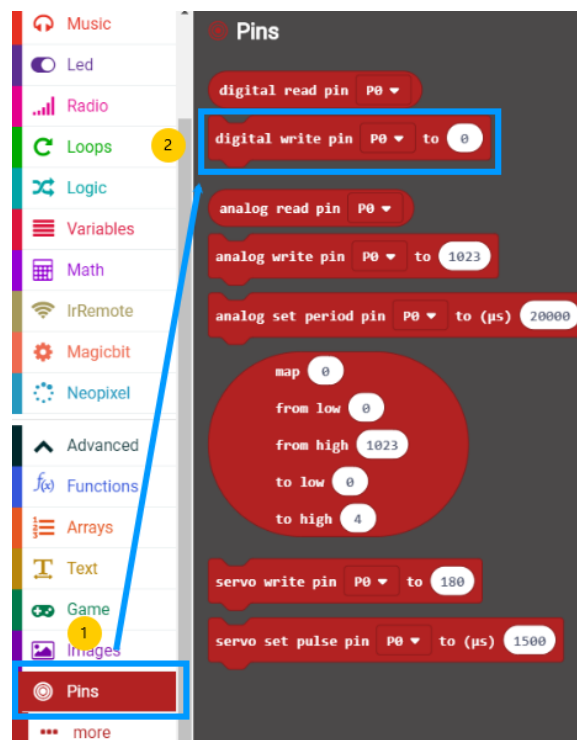 Music
Led
Radio
Loops
Logic
Variables
Math
IrRemote
Magicbit
Neopixel
Advanced
f(x) Functions
1 2 3 Arrays
T Text
Game
Images
Pins
more
1
2
Pins
digital read pin P0
digital write pin P0 to 0
analog read pin P0
analog write pin P0 to 1023
analog set period pin P0 to (µs) 20000
map 0
from low 0
from high 1023
to low 0
to high 4
servo write pin P0 to 180
servo set pulse pin P0 to (µs) 1500